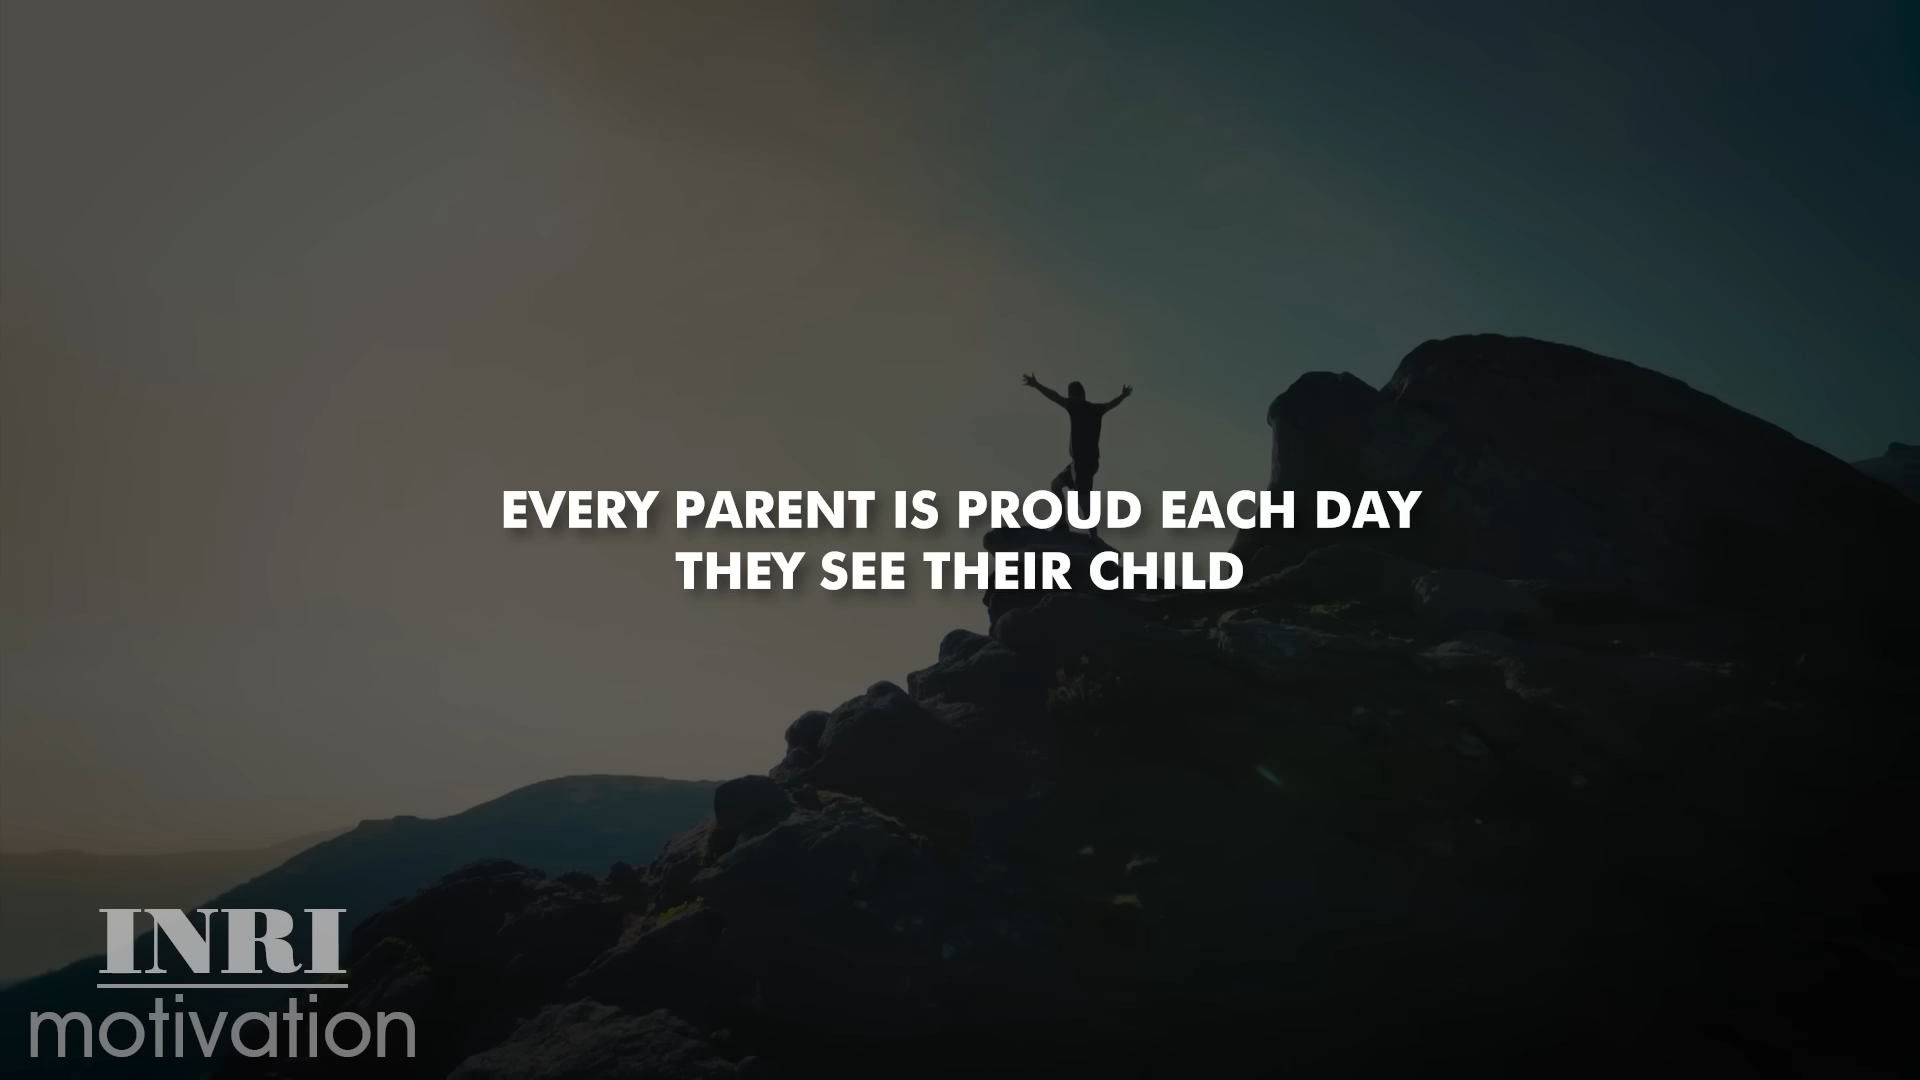 EVERY PARENT IS PROUD EACH DAY
THEY SEE THEIR CHILD
INRI
motivation